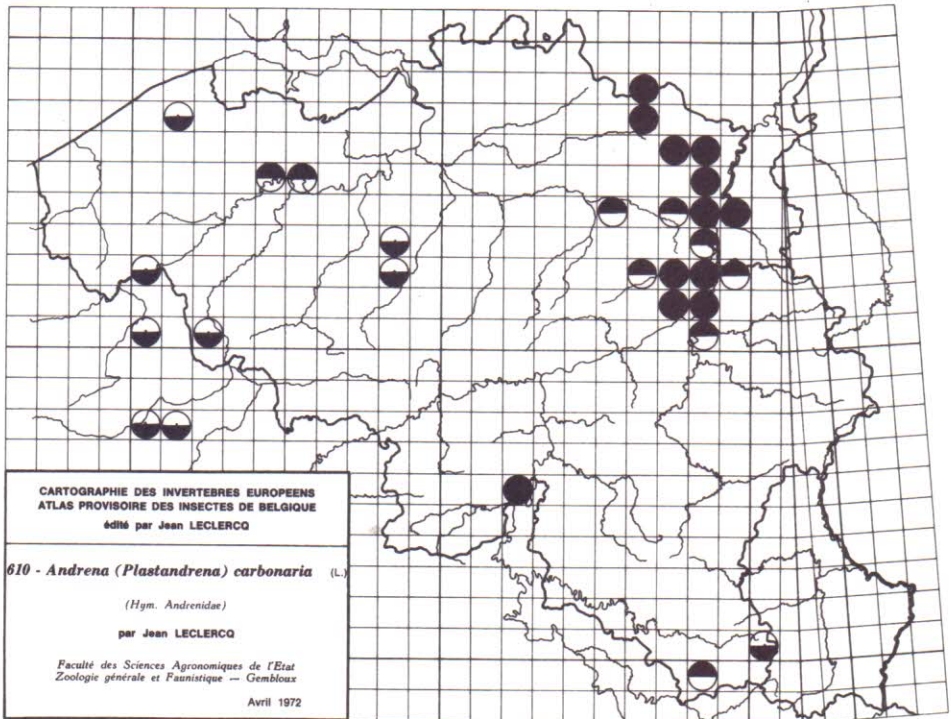 CARTOGRAPHIE DES INVERTEBRES EUROPEENS
ATLAS PROVISOIRE DES INSECTES DE BELGIQUE
édité par Jean LECLERCQ
610 - Andrena (Plastandrena) carbonaria (L.)
(Hym. Andrenidae)
par Jean LECLERCQ
Faculté des Sciences Agronomiques de l'Etat
Zoologie générale et Faunistique — Gembloux
Avril 1972